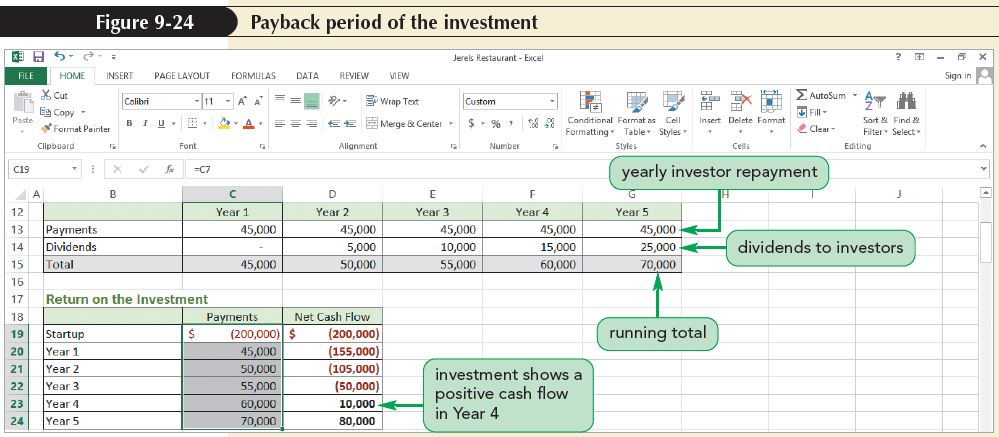 Figure 9-24 Payback period of the investment
Jerels Restaurant - Excel
FILE HOME INSERT PAGE LAYOUT FORMULAS DATA REVIEW VIEW Sign in
Cut Calibri 11 Wrap Text Custom AutoSum
Paste Copy Fill
Format Painter B I U Merge & Center $ % Conditional Formatting Format as Table Cell Styles Insert Delete Format Clear Sort & Filter Find & Select
Clipboard Font Alignment Number Styles Cells Editing
C19 fx =C7
yearly investor repayment
A B C D E F G H J
12 Year 1 Year 2 Year 3 Year 4 Year 5
13 Payments 45,000 45,000 45,000 45,000 45,000
14 Dividends - 5,000 10,000 15,000 25,000 dividends to investors
15 Total 45,000 50,000 55,000 60,000 70,000
16
17 Return on the Investment
18 Payments Net Cash Flow
19 Startup $ (200,000) $ (200,000) running total
20 Year 1 45,000 (155,000)
21 Year 2 50,000 (105,000)
22 Year 3 55,000 (50,000)
23 Year 4 60,000 10,000
24 Year 5 70,000 80,000
investment shows a
positive cash flow
in Year 4